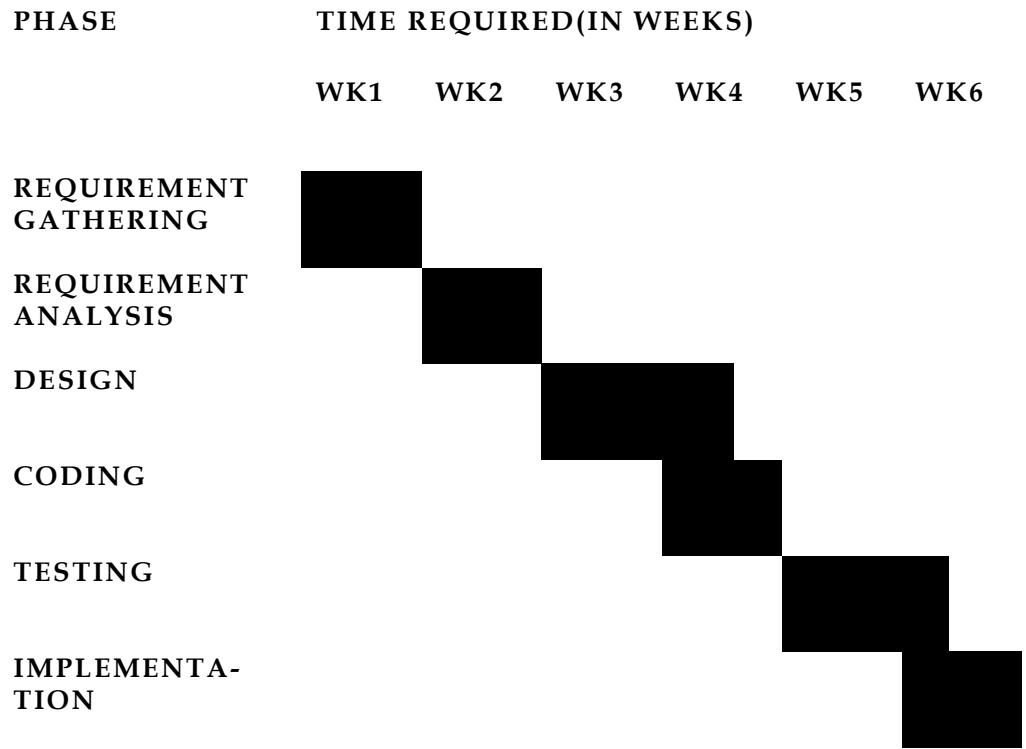 PHASE TIME REQUIRED(IN WEEKS)
WK1 WK2 WK3 WK4 WK5 WK6
REQUIREMENT
GATHERING
REQUIREMENT
ANALYSIS
DESIGN
CODING
TESTING
IMPLEMENTA-
TION